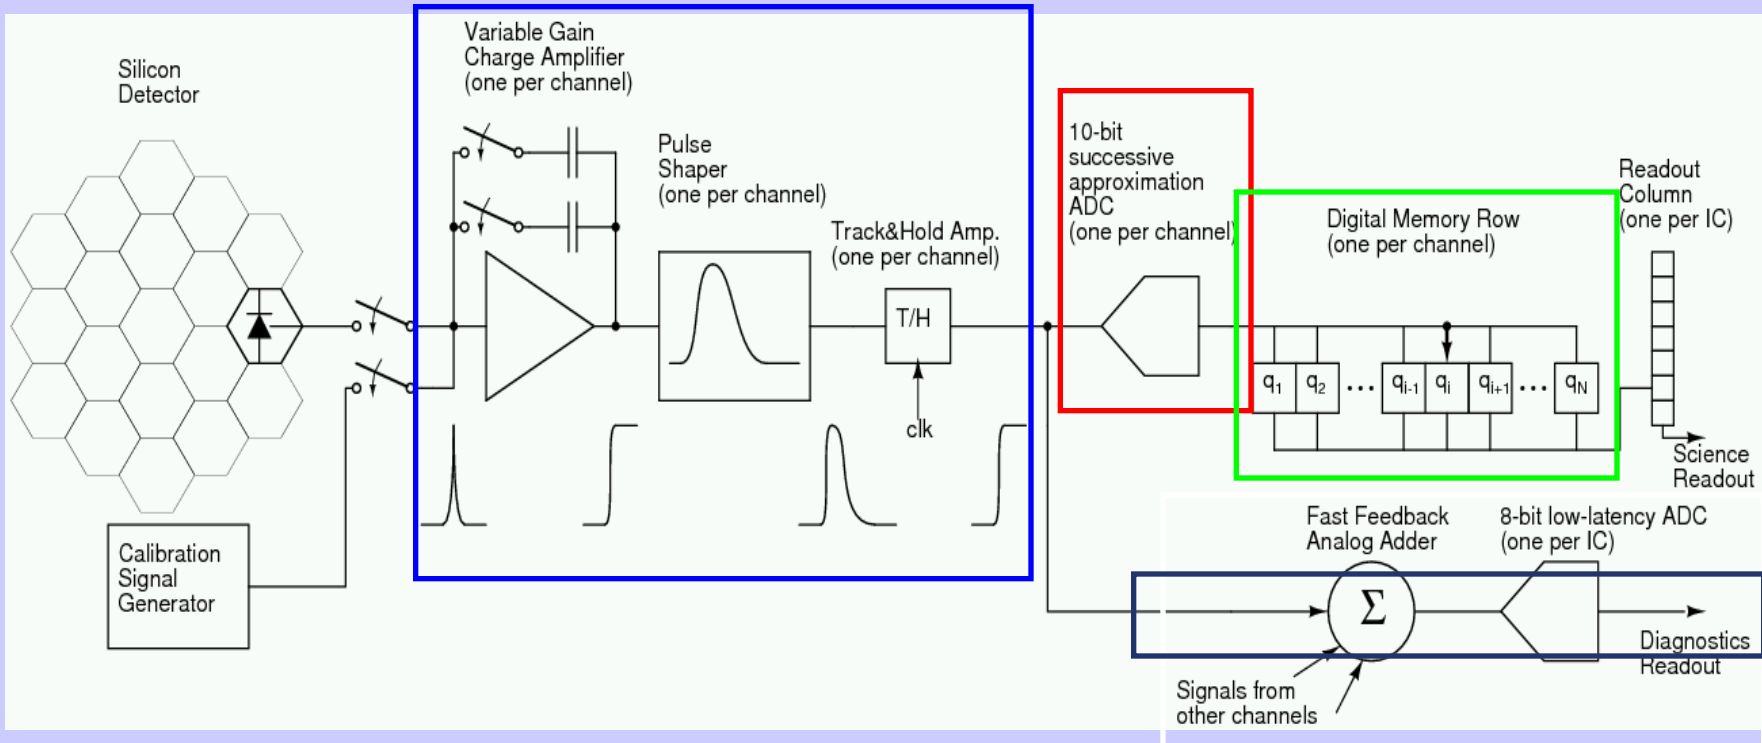 Silicon
Detector
Variable Gain
Charge Amplifier
(one per channel)
Pulse
Shaper
(one per channel)
Track&Hold Amp.
(one per channel)
T/H
clk
10-bit
successive
approximation
ADC
(one per channel)
Digital Memory Row
(one per channel)
q1 q2 ... qi-1 qi qi+1 ... qN
Readout
Column
(one per IC)
Science
Readout
Calibration
Signal
Generator
Fast Feedback
Analog Adder
8-bit low-latency ADC
(one per IC)
Σ
Diagnostics
Readout
Signals from
other channels